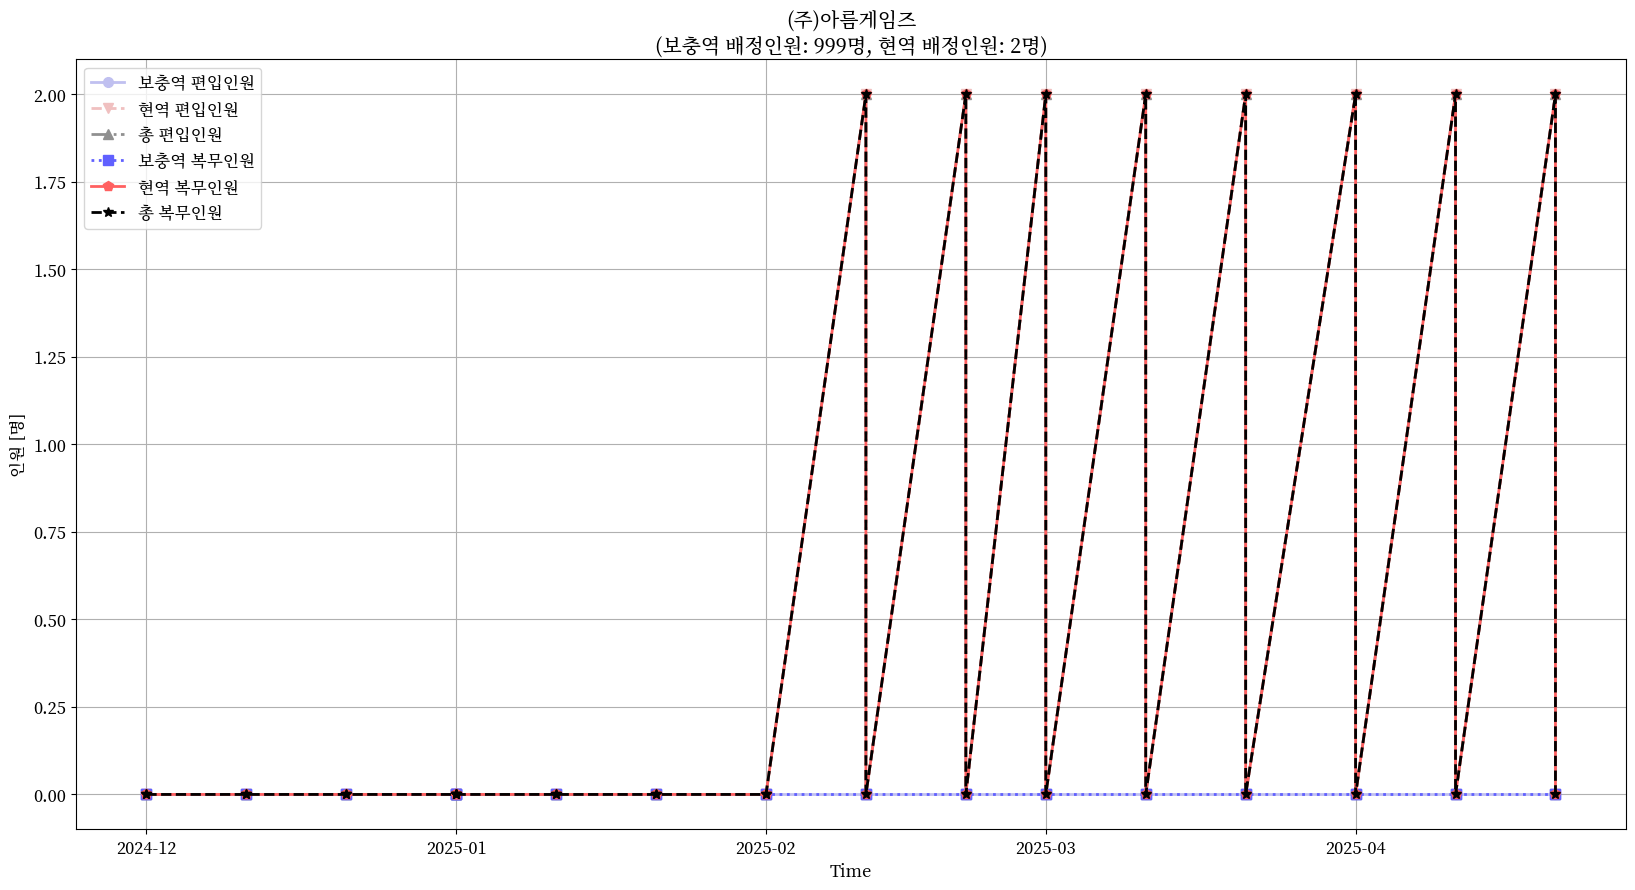 (주)아름게임즈
(보충역 배정인원: 999명, 현역 배정인원: 2명)
보충역 편입인원
현역 편입인원
총 편입인원
보충역 복무인원
현역 복무인원
총 복무인원
2.00
1.75
1.50
1.25
1.00
0.75
0.50
0.25
0.00
인원 [명]
2024-12
2025-01
2025-02
2025-03
2025-04
Time